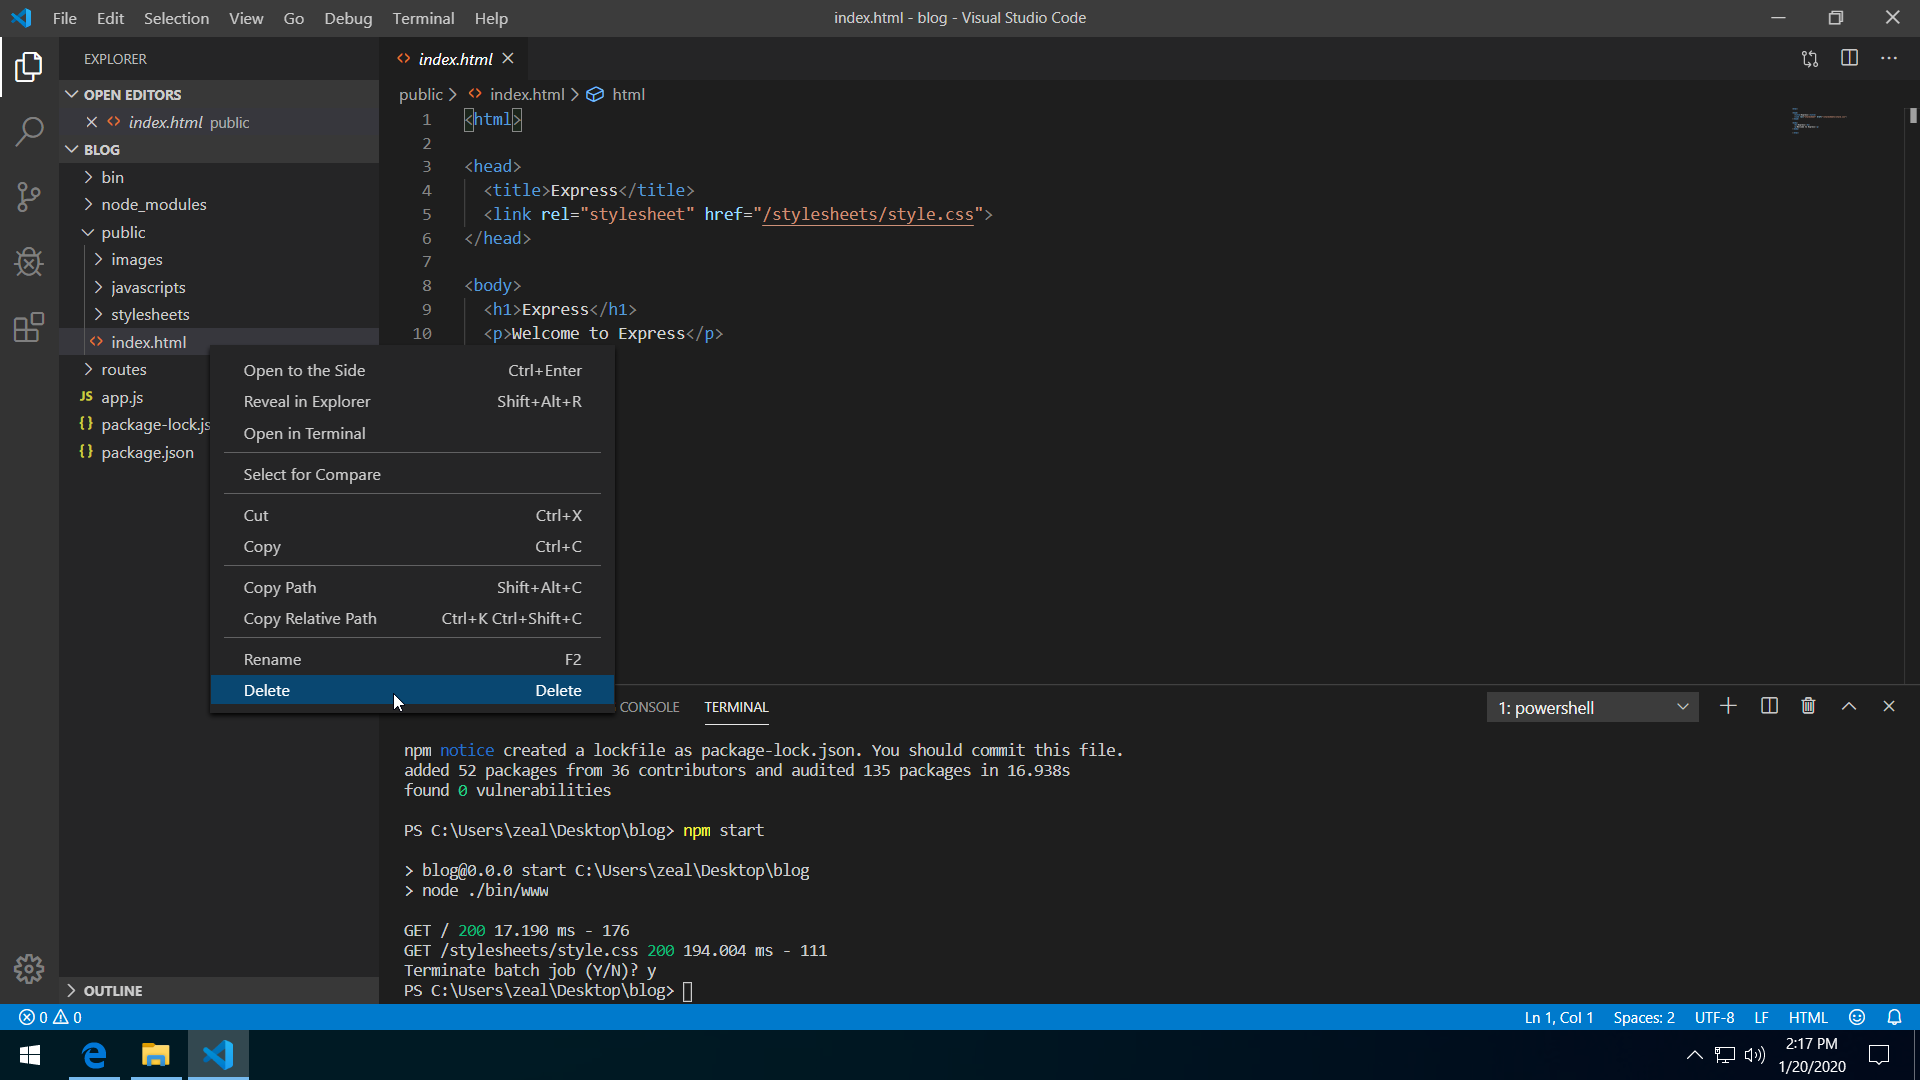 File Edit Selection View Go Debug Terminal Help
index.html - blog - Visual Studio Code
EXPLORER
OPEN EDITORS
index.html public
BLOG
bin
node_modules
public
images
javascripts
stylesheets
index.html
routes
app.js
package-lock.js
package.json
OUTLINE
index.html
public > index.html > html
1 <html>
2
3 <head>
4 <title>Express</title>
5 <link rel="stylesheet" href="/stylesheets/style.css">
6 </head>
7
8 <body>
9 <h1>Express</h1>
10 <p>Welcome to Express</p>
Open to the Side Ctrl+Enter
Reveal in Explorer Shift+Alt+R
Open in Terminal
Select for Compare
Cut Ctrl+X
Copy Ctrl+C
Copy Path Shift+Alt+C
Copy Relative Path Ctrl+K Ctrl+Shift+C
Rename F2
Delete Delete
CONSOLE TERMINAL 1: powershell
npm notice created a lockfile as package-lock.json. You should commit this file.
added 52 packages from 36 contributors and audited 135 packages in 16.938s
found 0 vulnerabilities
PS C:\Users\zeal\Desktop\blog> npm start
> blog@0.0.0 start C:\Users\zeal\Desktop\blog
> node ./bin/www
GET / 200 17.190 ms - 176
GET /stylesheets/style.css 200 194.004 ms - 111
Terminate batch job (Y/N)? y
PS C:\Users\zeal\Desktop\blog>
0 0 Ln 1, Col 1 Spaces: 2 UTF-8 LF HTML
2:17 PM
1/20/2020